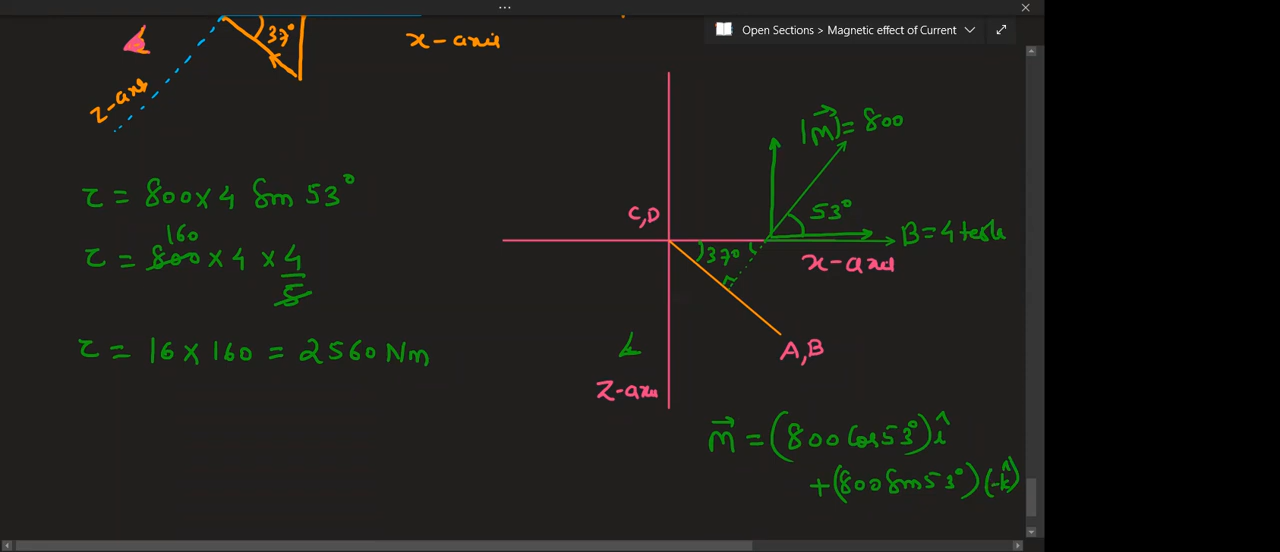 Open Sections > Magnetic effect of Current
37°
x-axis
z-axis
|m⃗| = 800
τ = 800 × 4 Sin 53°
C,D
53°
B = 4 tesla
160
τ = 800 × 4 × 4/5
37°
x-axis
τ = 16 × 160 = 2560 Nm
A,B
z-axis
m⃗ = (800 Cos 53°) î
+ (800 Sin 53°) (-k̂)